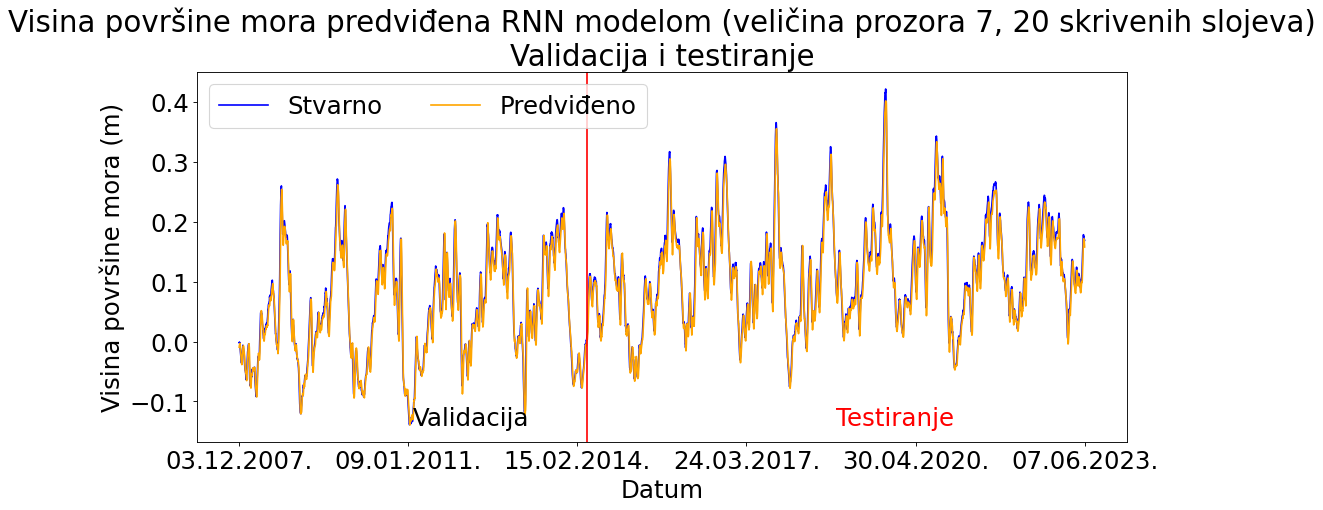 Visina površine mora predviđena RNN modelom (veličina prozora 7, 20 skrivenih slojeva)
Validacija i testiranje
Stvarno Predviđeno
Visina površine mora (m)
0.4
0.3
0.2
0.1
0.0
−0.1
Validacija Testiranje
03.12.2007. 09.01.2011. 15.02.2014. 24.03.2017. 30.04.2020. 07.06.2023.
Datum